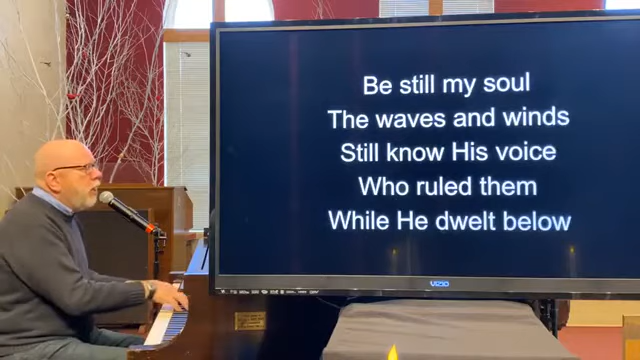 Be still my soul
The waves and winds
Still know His voice
Who ruled them
While He dwelt below